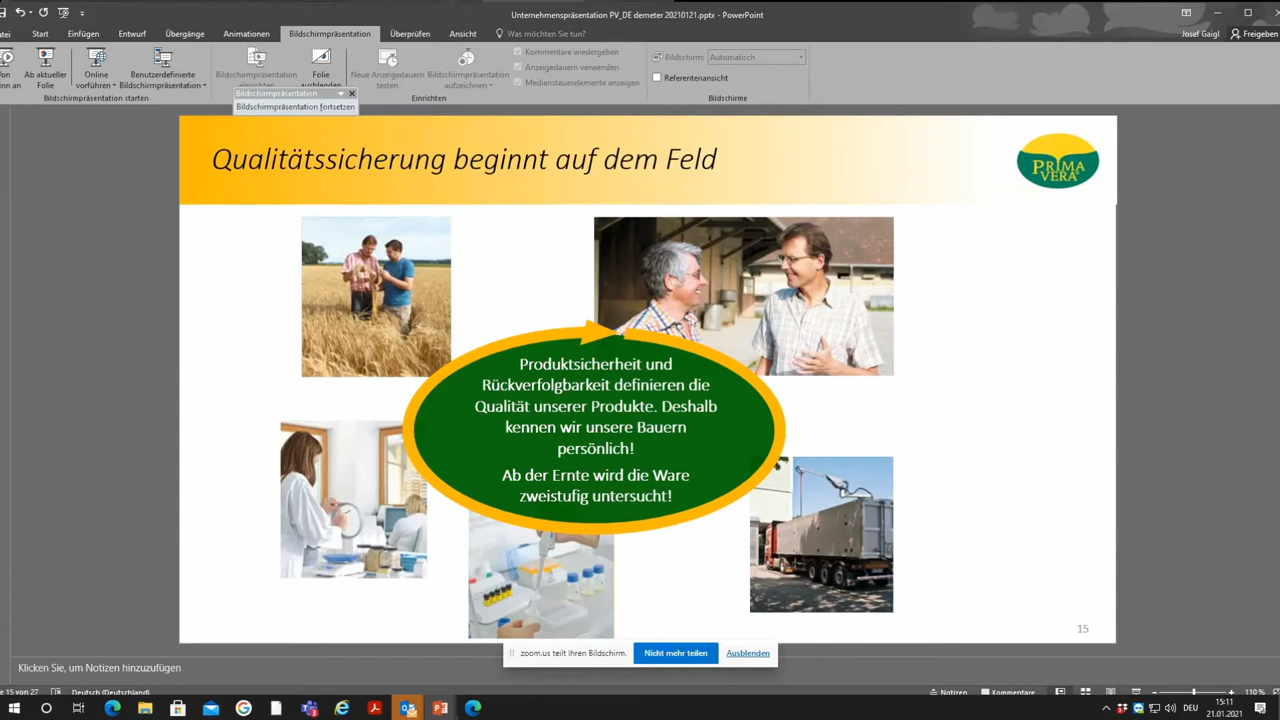 Unternehmenspräsentation PV_DE demeter 20210121.pptx - PowerPoint
Start Einfügen Entwurf Übergänge Animationen Bildschirmpräsentation Überprüfen Ansicht Was möchten Sie tun? Josef Gaigl Freigeben
Ab aktueller Folie
Online vorführen
Benutzerdefinierte Bildschirmpräsentation
Bildschirmpräsentation starten
Bildschirmpräsentation einrichten
Folie ausblenden
Neue Anzeigedauern testen
Bildschirmpräsentation aufzeichnen
Kommentare wiedergeben
Anzeigedauern verwenden
Mediensteuerelemente anzeigen
Einrichten
Bildschirm: Automatisch
Referentenansicht
Bildschirme
Bildschirmpräsentation
Bildschirmpräsentation fortsetzen
Qualitätssicherung beginnt auf dem Feld
PRIMA
VERA
Produktsicherheit und
Rückverfolgbarkeit definieren die
Qualität unserer Produkte. Deshalb
kennen wir unsere Bauern
persönlich!
Ab der Ernte wird die Ware
zweistufig untersucht!
15
zoom.us teilt Ihren Bildschirm. Nicht mehr teilen Ausblenden
Klicken Sie, um Notizen hinzuzufügen
15 von 27 Deutsch (Deutschland) Notizen Kommentare 110 %
DEU
15:11
21.01.2021